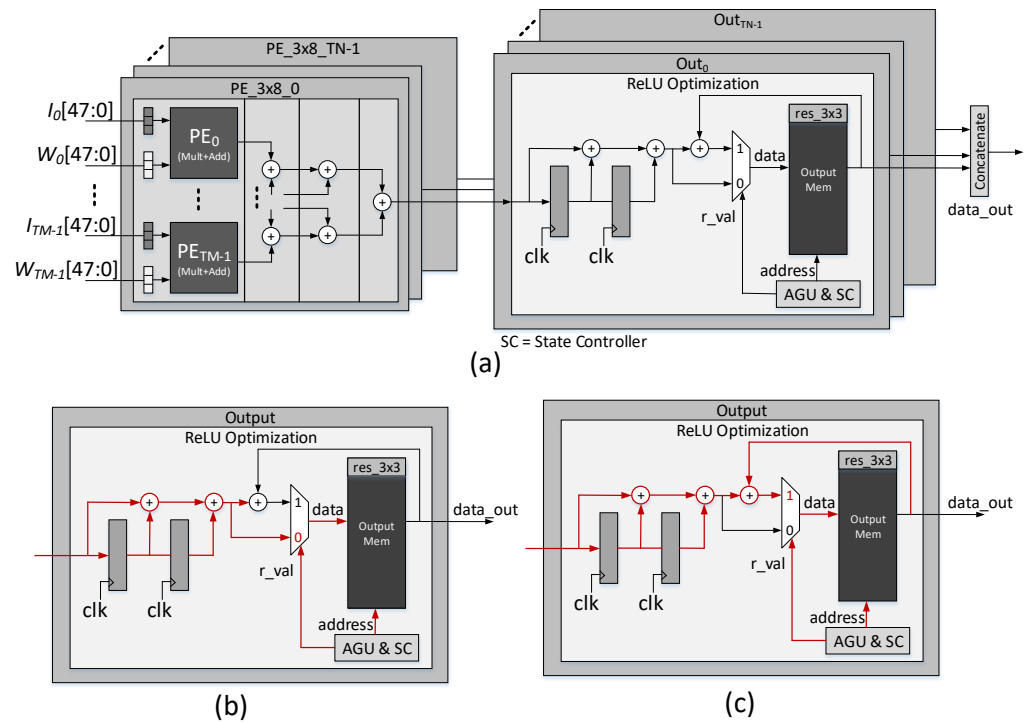 PE_3x8_TN-1
PE_3x8_0
I0[47:0]
W0[47:0]
ITM-1[47:0]
WTM-1[47:0]
PE0
(Mult+Add)
PETM-1
(Mult+Add)
OutTN-1
Out0
ReLU Optimization
res_3x3
1
data
0
Output
Mem
r_val
clk
clk
address
AGU & SC
Concatenate
data_out
SC = State Controller
(a)
Output
ReLU Optimization
res_3x3
1
data
0
Output
Mem
data_out
r_val
clk
clk
address
AGU & SC
(b)
Output
ReLU Optimization
res_3x3
1
data
0
Output
Mem
data_out
r_val
clk
clk
address
AGU & SC
(c)